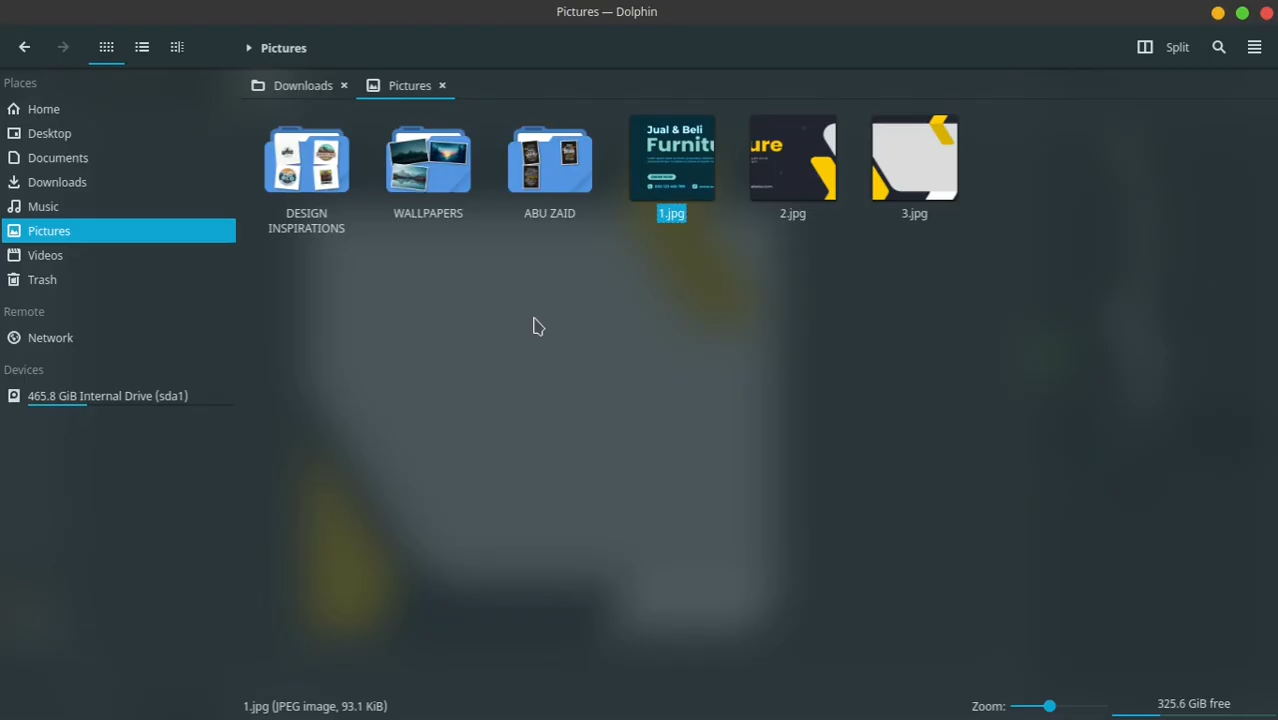 Pictures — Dolphin
Pictures
Split
Places
Home
Desktop
Documents
Downloads
Music
Pictures
Videos
Trash
Remote
Network
Devices
465.8 GiB Internal Drive (sda1)
Downloads
Pictures
Jual & Beli
Furnitu
ure
DESIGN
INSPIRATIONS
WALLPAPERS
ABU ZAID
1.jpg
2.jpg
3.jpg
1.jpg (JPEG image, 93.1 KiB)
Zoom:
325.6 GiB free